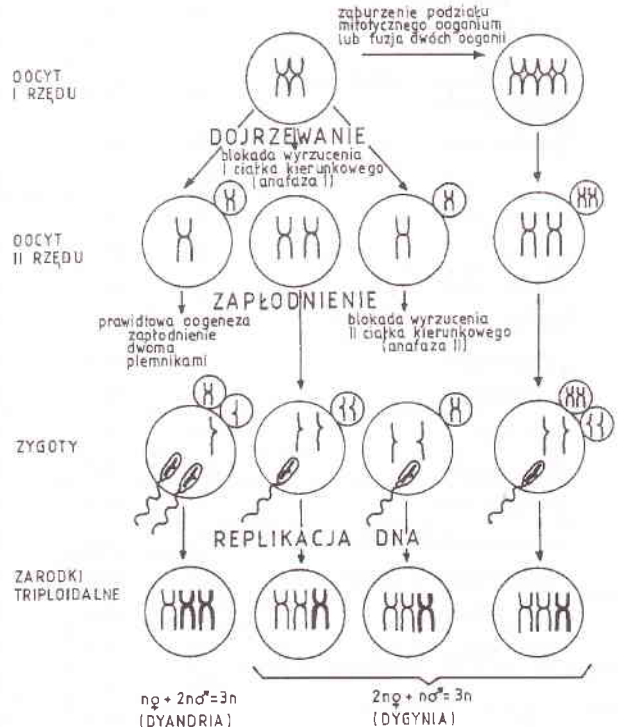 zaburzenie podziału
mitotycznego ooganium
lub fuzja dwóch ooganii
OOCYT
I RZĘDU
DOJRZEWANIE
blokada wyrzucenia
I ciałka kierunkowego
(anafaza I)
OOCYT
II RZĘDU
ZAPŁODNIENIE
prawidłowa oogeneza
zapłodnienie
dwoma
plemnikami
blokada wyrzucenia
II ciałka kierunkowego
(anafaza II)
ZYGOTY
REPLIKACJA DNA
ZARODKI
TRIPLOIDALNE
n♀ + 2n♂=3n
(DYANDRIA)
2n♀ + n♂=3n
(DYGYNIA)